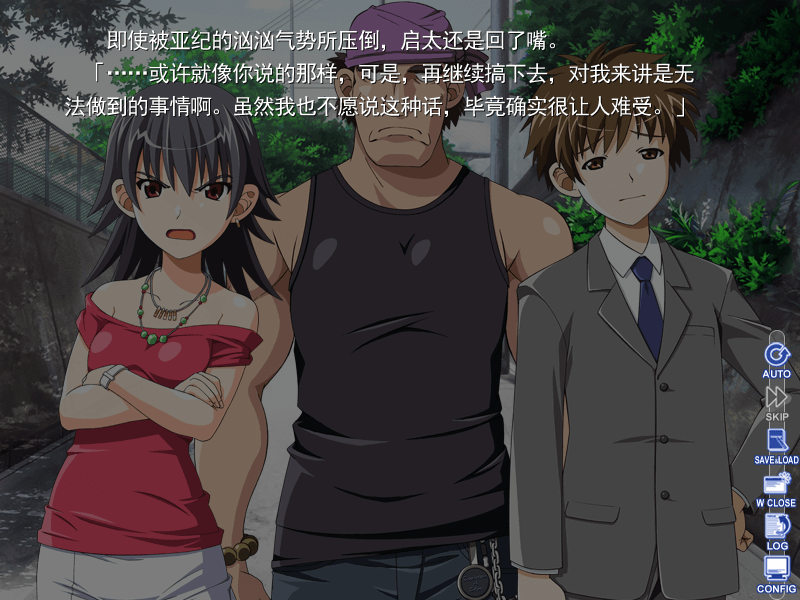 即使被亚纪的汹汹气势所压倒，启太还是回了嘴。
「……或许就像你说的那样，可是，再继续搞下去，对我来讲是无
法做到的事情啊。虽然我也不愿说这种话，毕竟确实很让人难受。」
AUTO
SKIP
SAVE&LOAD
W CLOSE
LOG
CONFIG